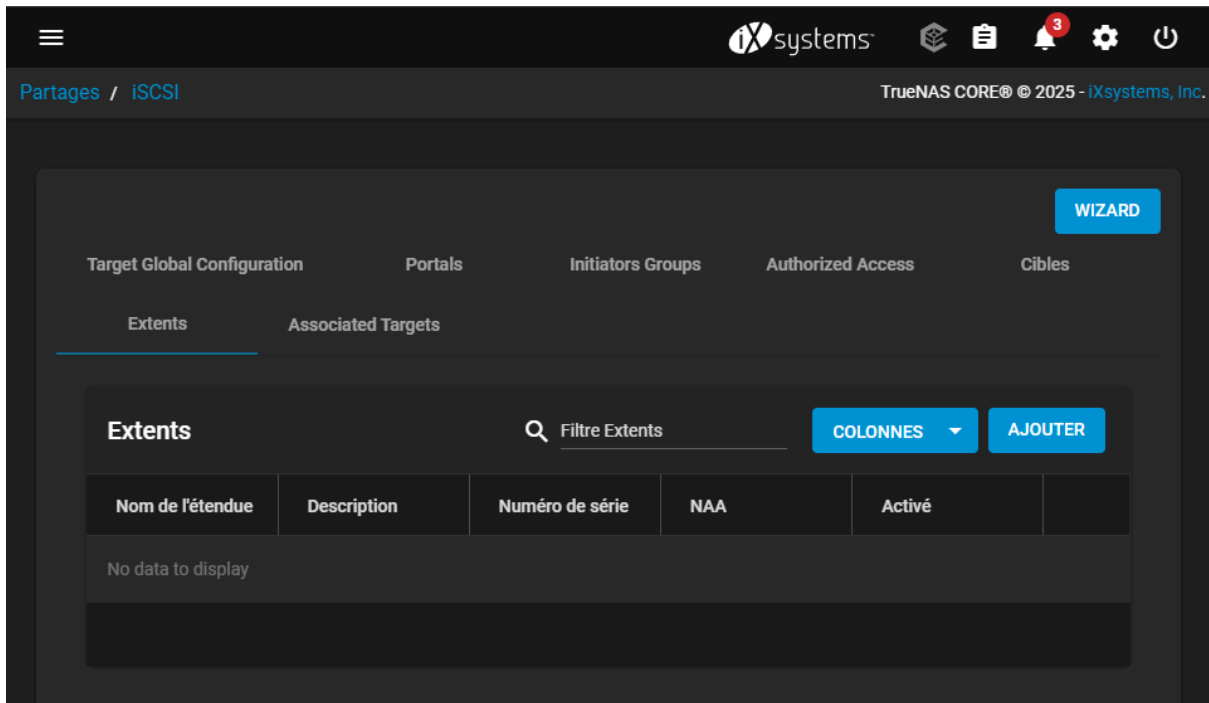 iXsystems™ 3
Partages / iSCSI TrueNAS CORE® © 2025 - iXsystems, Inc.
WIZARD
Target Global Configuration Portals Initiators Groups Authorized Access Cibles
Extents Associated Targets
Extents Filtre Extents COLONNES AJOUTER
Nom de l'étendue Description Numéro de série NAA Activé
No data to display